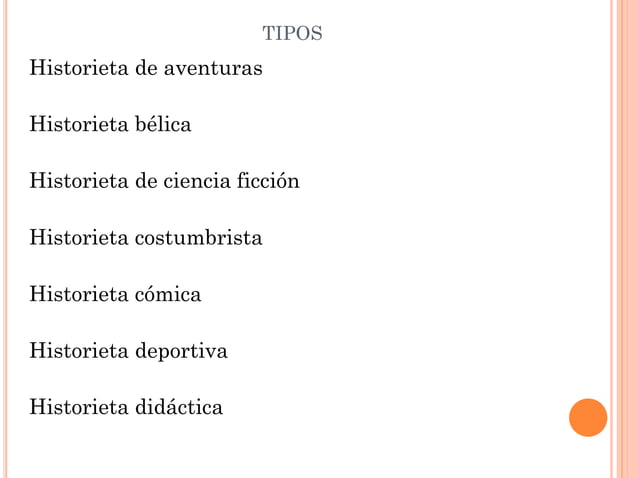 TIPOS
Historieta de aventuras
Historieta bélica
Historieta de ciencia ficción
Historieta costumbrista
Historieta cómica
Historieta deportiva
Historieta didáctica